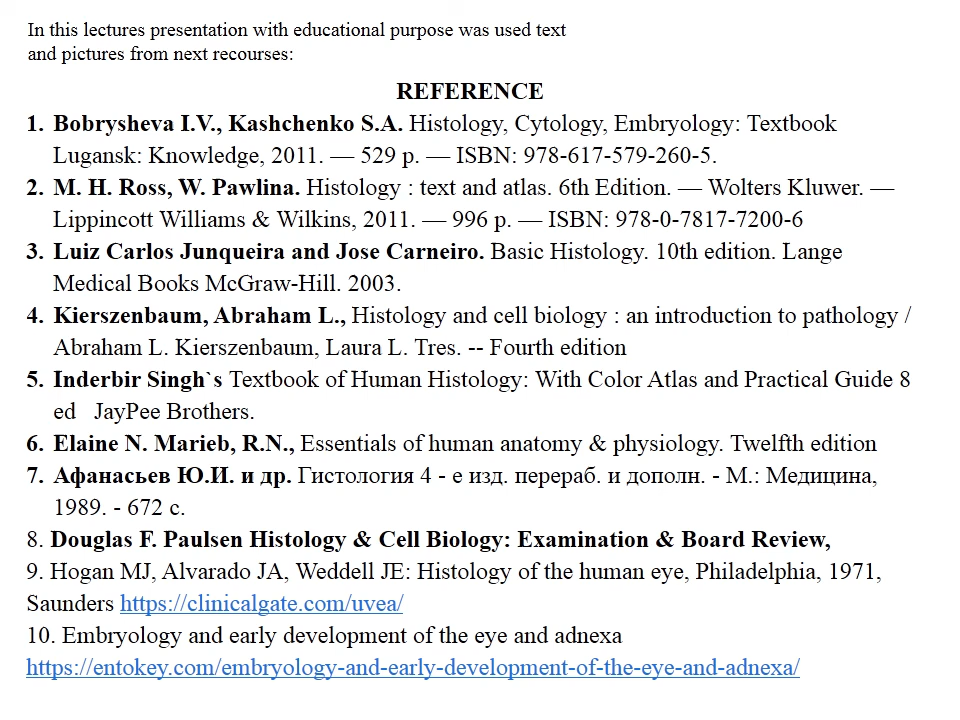 In this lectures presentation with educational purpose was used text
and pictures from next recourses:
REFERENCE
1. Bobrysheva I.V., Kashchenko S.A. Histology, Cytology, Embryology: Textbook
Lugansk: Knowledge, 2011. — 529 p. — ISBN: 978-617-579-260-5.
2. M. H. Ross, W. Pawlina. Histology : text and atlas. 6th Edition. — Wolters Kluwer. —
Lippincott Williams & Wilkins, 2011. — 996 p. — ISBN: 978-0-7817-7200-6
3. Luiz Carlos Junqueira and Jose Carneiro. Basic Histology. 10th edition. Lange
Medical Books McGraw-Hill. 2003.
4. Kierszenbaum, Abraham L., Histology and cell biology : an introduction to pathology /
Abraham L. Kierszenbaum, Laura L. Tres. -- Fourth edition
5. Inderbir Singh`s Textbook of Human Histology: With Color Atlas and Practical Guide 8
ed JayPee Brothers.
6. Elaine N. Marieb, R.N., Essentials of human anatomy & physiology. Twelfth edition
7. Афанасьев Ю.И. и др. Гистология 4 - е изд. перераб. и дополн. - М.: Медицина,
1989. - 672 с.
8. Douglas F. Paulsen Histology & Cell Biology: Examination & Board Review,
9. Hogan MJ, Alvarado JA, Weddell JE: Histology of the human eye, Philadelphia, 1971,
Saunders https://clinicalgate.com/uvea/
10. Embryology and early development of the eye and adnexa
https://entokey.com/embryology-and-early-development-of-the-eye-and-adnexa/